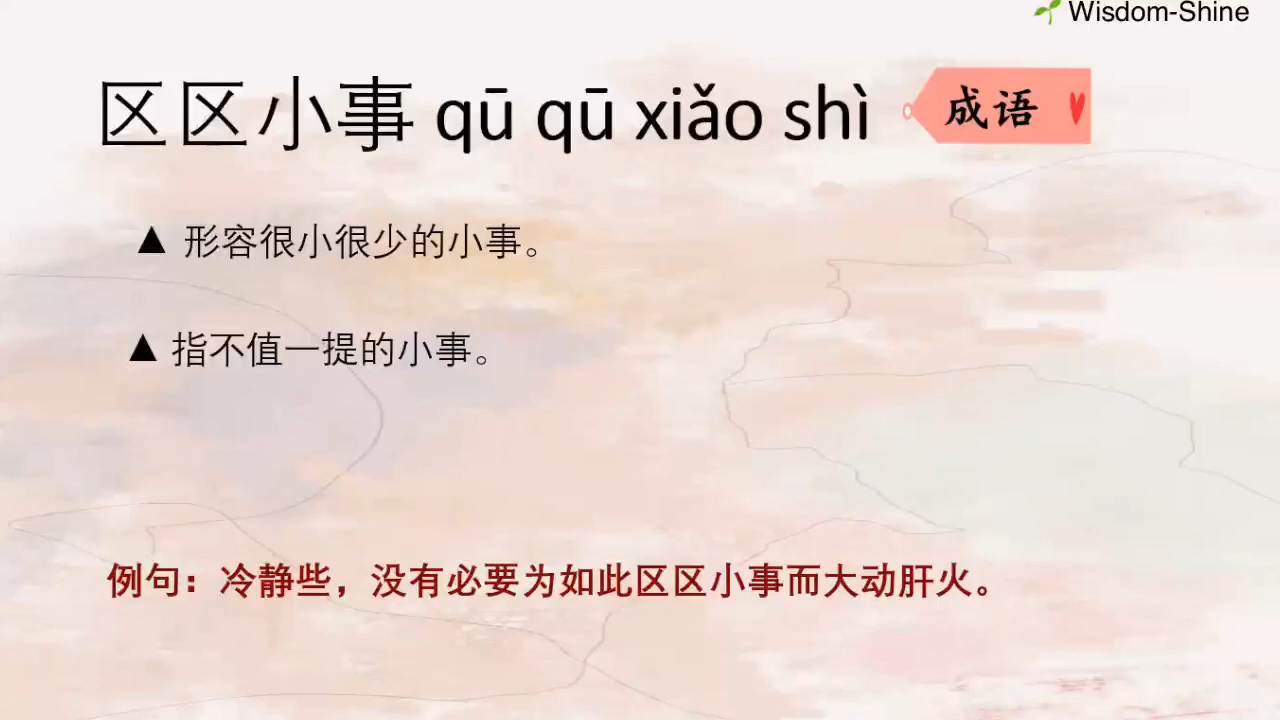 Wisdom-Shine
区区小事 qū qū xiǎo shì 成语
▲ 形容很小很少的小事。
▲ 指不值一提的小事。
例句：冷静些，没有必要为如此区区小事而大动肝火。